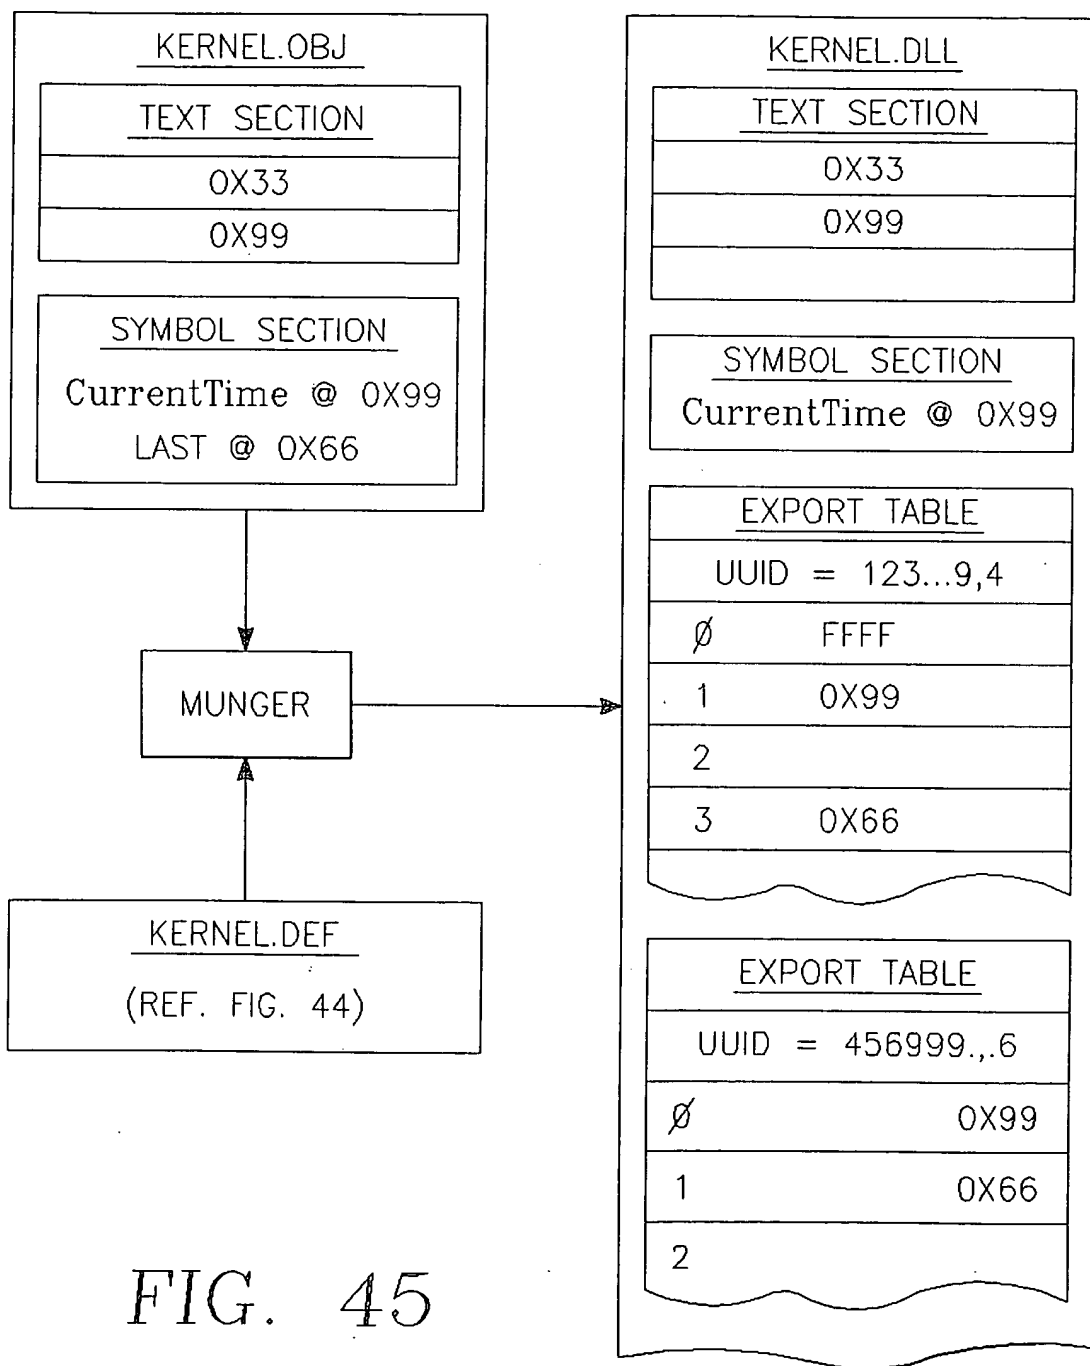 KERNEL.OBJ
TEXT SECTION
0X33
0X99
SYMBOL SECTION
CurrentTime @ 0X99
LAST @ 0X66
MUNGER
KERNEL.DEF
(REF. FIG. 44)
KERNEL.DLL
TEXT SECTION
0X33
0X99
SYMBOL SECTION
CurrentTime @ 0X99
EXPORT TABLE
UUID = 123...9,4
Ø FFFF
1 0X99
2
3 0X66
EXPORT TABLE
UUID = 456999.,.6
Ø 0X99
1 0X66
2
FIG. 45